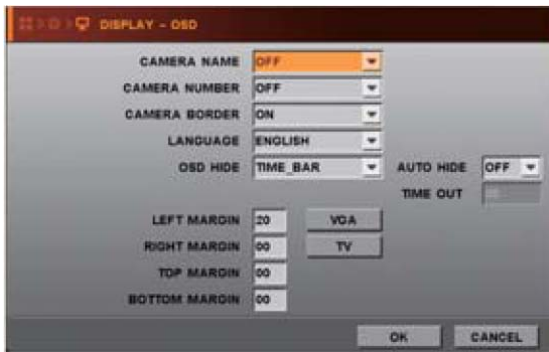 DISPLAY - OSD
CAMERA NAME OFF
CAMERA NUMBER OFF
CAMERA BORDER ON
LANGUAGE ENGLISH
OSD HIDE TIME_BAR AUTO HIDE OFF
TIME OUT
LEFT MARGIN 20 VGA
RIGHT MARGIN 00 TV
TOP MARGIN 00
BOTTOM MARGIN 00
OK CANCEL